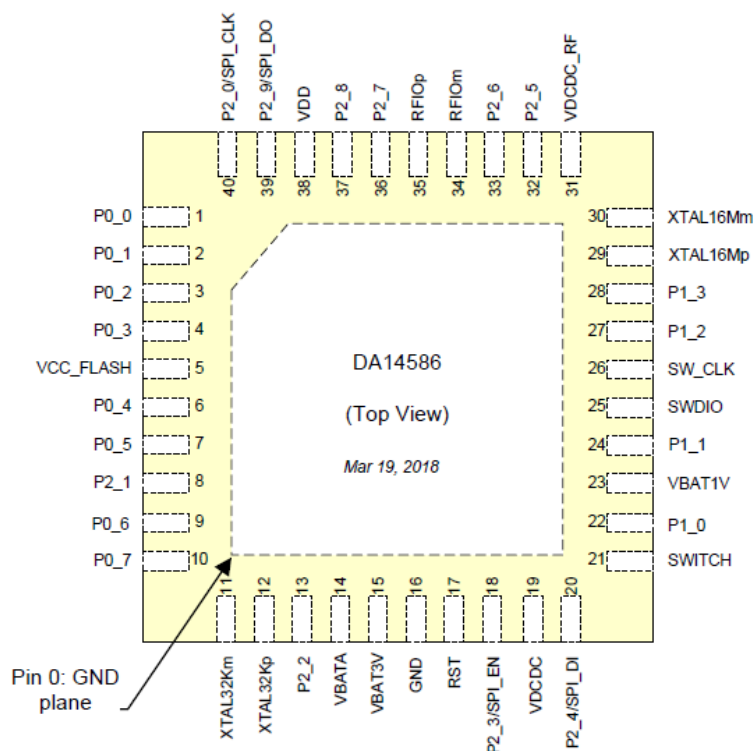 P2_0/SPI_CLK
P2_9/SPI_DO
VDD
P2_8
P2_7
RFIOp
RFIOm
P2_6
P2_5
VDCDC_RF
40
39
38
37
36
35
34
33
32
31
P0_0 1
P0_1 2
P0_2 3
P0_3 4
VCC_FLASH 5
P0_4 6
P0_5 7
P2_1 8
P0_6 9
P0_7 10
30 XTAL16Mm
29 XTAL16Mp
28 P1_3
27 P1_2
26 SW_CLK
25 SWDIO
24 P1_1
23 VBAT1V
22 P1_0
21 SWITCH
DA14586
(Top View)
Mar 19, 2018
11
12
13
14
15
16
17
18
19
20
XTAL32Km
XTAL32Kp
P2_2
VBATA
VBAT3V
GND
RST
P2_3/SPI_EN
VDCDC
P2_4/SPI_DI
Pin 0: GND
plane